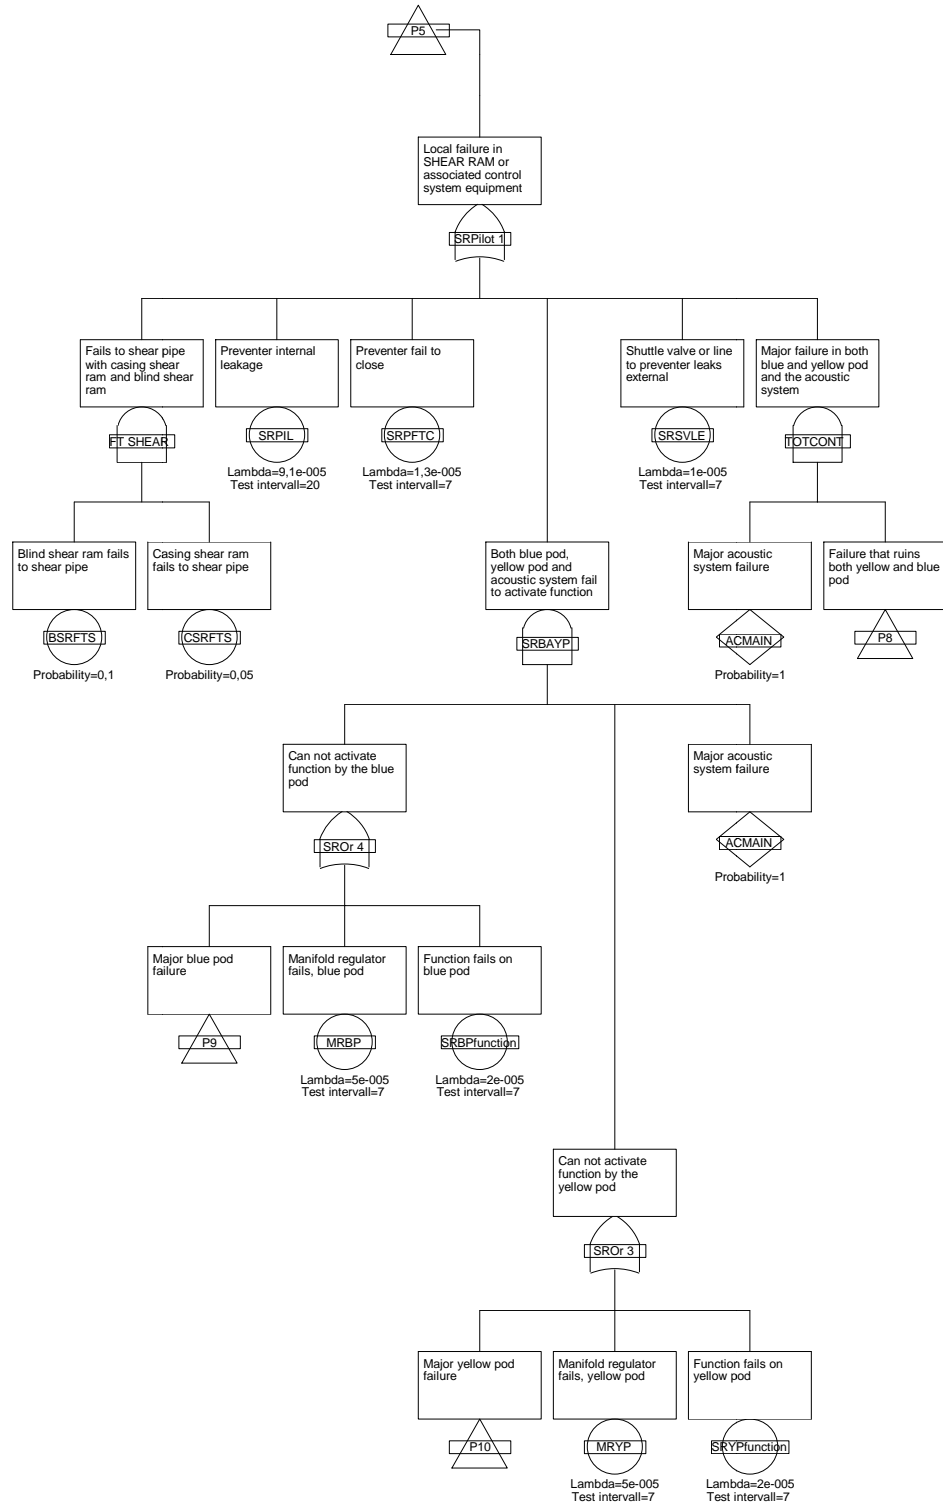 P5
Local failure in
SHEAR RAM or
associated control
system equipment
SRPilot 1
Fails to shear pipe
with casing shear
ram and blind shear
ram
FT SHEAR
Preventer internal
leakage
SRPIL
Lambda=9,1e-005
Test intervall=20
Preventer fail to
close
SRPFTC
Lambda=1,3e-005
Test intervall=7
Shuttle valve or line
to preventer leaks
external
SRSVLE
Lambda=1e-005
Test intervall=7
Major failure in both
blue and yellow pod
and the acoustic
system
TOTCONT
Blind shear ram fails
to shear pipe
BSRFTS
Probability=0,1
Casing shear ram
fails to shear pipe
CSRFTS
Probability=0,05
Both blue pod,
yellow pod and
acoustic system fail
to activate function
SRBAYP
Major acoustic
system failure
ACMAIN
Probability=1
Failure that ruins
both yellow and blue
pod
P8
Can not activate
function by the blue
pod
SROr 4
Major acoustic
system failure
ACMAIN
Probability=1
Major blue pod
failure
P9
Manifold regulator
fails, blue pod
MRBP
Lambda=5e-005
Test intervall=7
Function fails on
blue pod
SRBPfunction
Lambda=2e-005
Test intervall=7
Can not activate
function by the
yellow pod
SROr 3
Major yellow pod
failure
P10
Manifold regulator
fails, yellow pod
MRYP
Lambda=5e-005
Test intervall=7
Function fails on
yellow pod
SRYPfunction
Lambda=2e-005
Test intervall=7